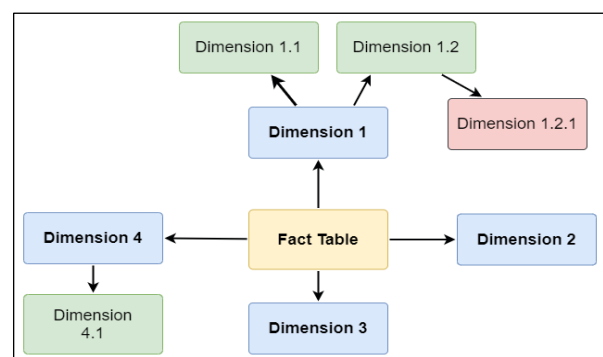 Dimension 1.1
Dimension 1.2
Dimension 1.2.1
Dimension 1
Dimension 4
Fact Table
Dimension 2
Dimension
4.1
Dimension 3